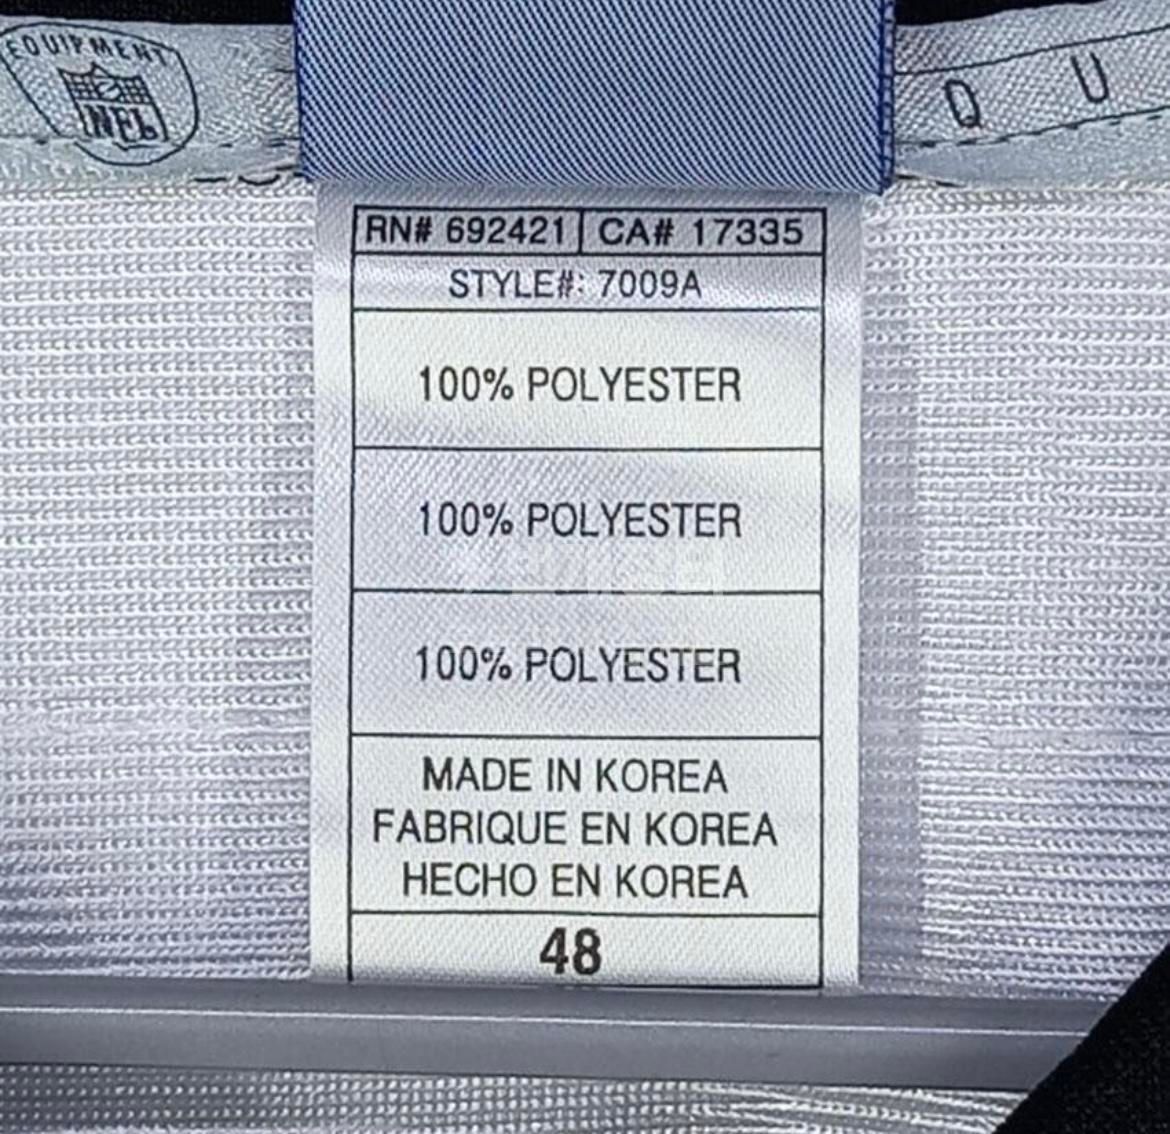 EQUIPMENT
NFL
Q U
RN# 692421 CA# 17335
STYLE#: 7009A
100% POLYESTER
100% POLYESTER
100% POLYESTER
MADE IN KOREA
FABRIQUE EN KOREA
HECHO EN KOREA
48